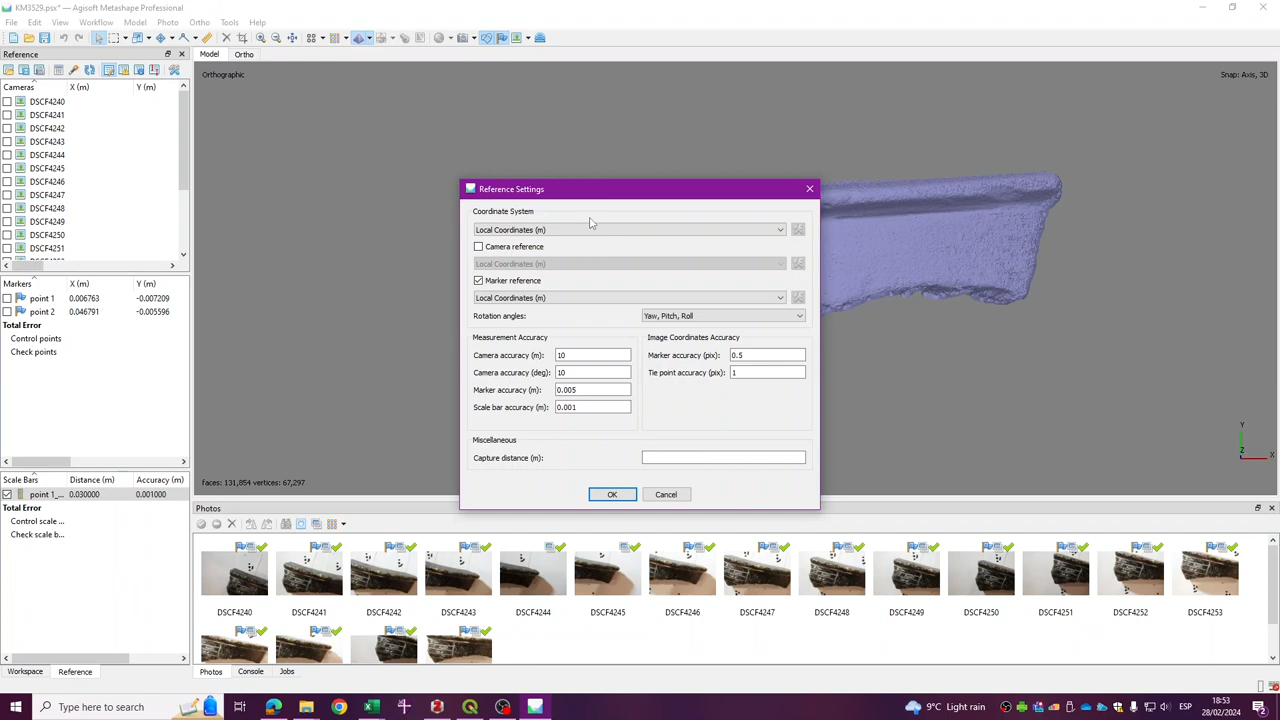 KM3529.psx* — Agisoft Metashape Professional
File Edit View Workflow Model Photo Ortho Tools Help
Reference
Model Ortho
Orthographic
Snap: Axis, 3D
Cameras X (m) Y (m)
DSCF4240
DSCF4241
DSCF4242
DSCF4243
DSCF4244
DSCF4245
DSCF4246
DSCF4247
DSCF4248
DSCF4249
DSCF4250
DSCF4251
Markers X (m) Y (m)
point 1 0.006763 -0.007209
point 2 0.046791 -0.005596
Total Error
Control points
Check points
Scale Bars Distance (m) Accuracy (m)
point 1_... 0.030000 0.001000
Total Error
Control scale ...
Check scale b...
Workspace Reference
Reference Settings
Coordinate System
Local Coordinates (m)
Camera reference
Local Coordinates (m)
Marker reference
Local Coordinates (m)
Rotation angles: Yaw, Pitch, Roll
Measurement Accuracy
Camera accuracy (m): 10
Camera accuracy (deg): 10
Marker accuracy (m): 0.005
Scale bar accuracy (m): 0.001
Image Coordinates Accuracy
Marker accuracy (pix): 0.5
Tie point accuracy (pix): 1
Miscellaneous
Capture distance (m):
OK Cancel
Y
Z X
faces: 131,854 vertices: 67,297
Photos
DSCF4240 DSCF4241 DSCF4242 DSCF4243 DSCF4244 DSCF4245 DSCF4246 DSCF4247 DSCF4248 DSCF4249 DSCF4250 DSCF4251 DSCF4252 DSCF4253
Photos Console Jobs
Type here to search
9°C Light rain
ESP
18:53
28/02/2024
2